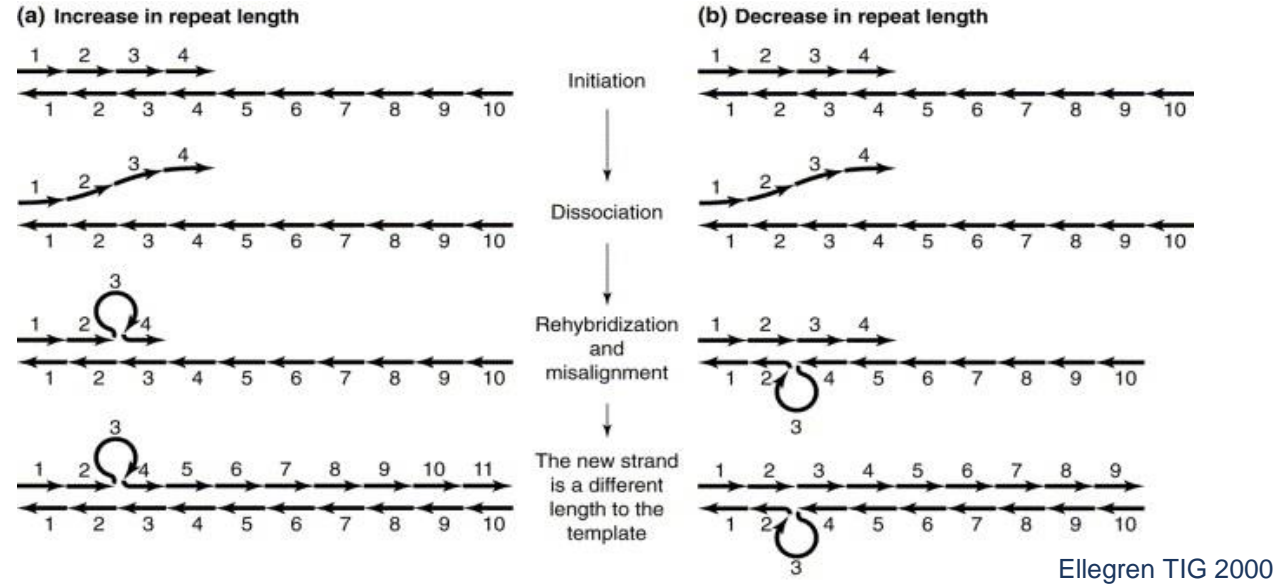 (a) Increase in repeat length
1 2 3 4
1 2 3 4 5 6 7 8 9 10
1 2 3 4
1 2 3 4 5 6 7 8 9 10
3
1 2 4
1 2 3 4 5 6 7 8 9 10
3
1 2 4 5 6 7 8 9 10 11
1 2 3 4 5 6 7 8 9 10
Initiation
Dissociation
Rehybridization
and
misalignment
The new strand
is a different
length to the
template
(b) Decrease in repeat length
1 2 3 4
1 2 3 4 5 6 7 8 9 10
1 2 3 4
1 2 3 4 5 6 7 8 9 10
1 2 3 4
1 2 4 5 6 7 8 9 10
3
1 2 3 4 5 6 7 8 9
1 2 4 5 6 7 8 9 10
3
Ellegren TIG 2000